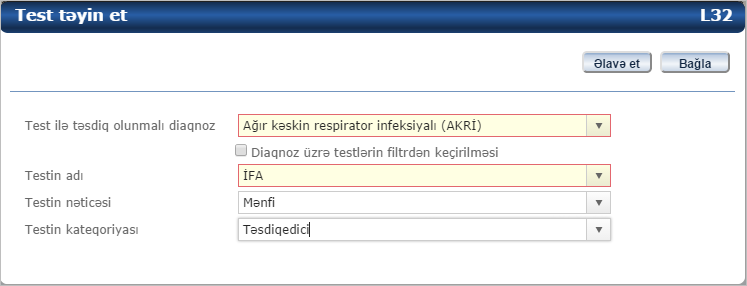 Test təyin et L32
Əlavə et Bağla
Test ilə təsdiq olunmalı diaqnoz Ağır kəskin respirator infeksiyalı (AKRİ)
Diaqnoz üzrə testlərin filtrdən keçirilməsi
Testin adı İFA
Testin nəticəsi Mənfi
Testin kateqoriyası Təsdiqedici